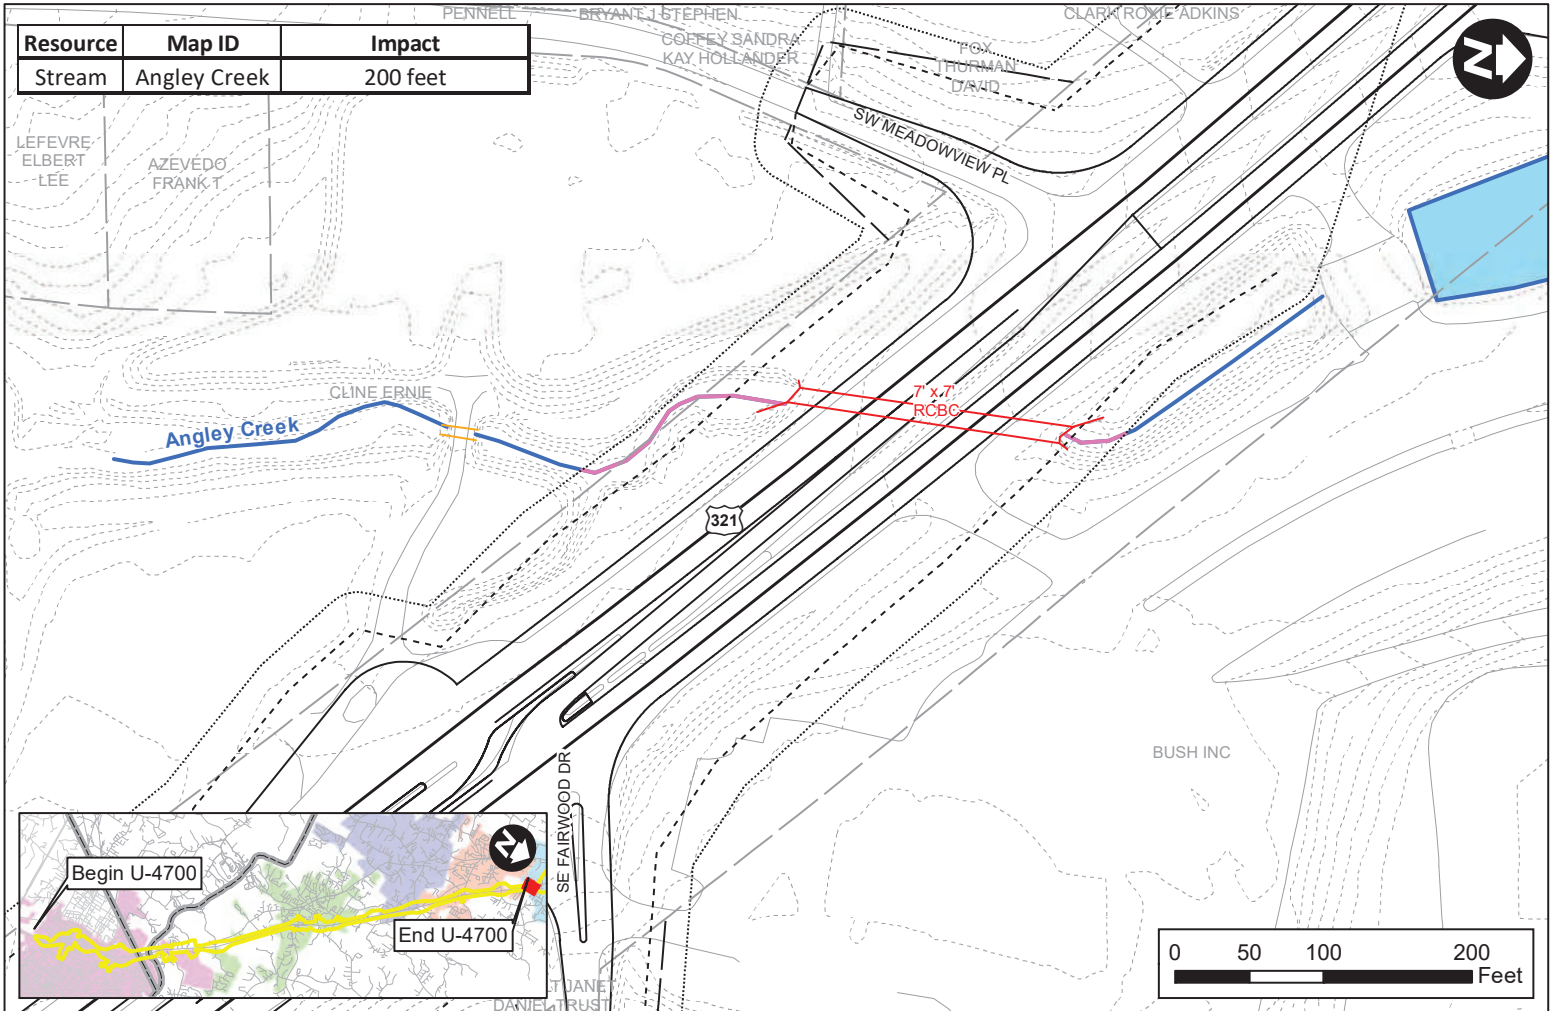 PENNELL
BRYANT J STEPHEN
CLARK ROXIE ADKINS
Resource Map ID Impact
Stream Angley Creek 200 feet
COFFEY SANDRA
KAY HOLLANDER
FOX
THURMAN
DAVID
N
SW MEADOWVIEW PL
LEFEVRE
ELBERT
LEE
AZEVEDO
FRANK T
CLINE ERNIE
Angley Creek
7' x 7'
RCBC
321
BUSH INC
SE FAIRWOOD DR
Begin U-4700
End U-4700
N
0 50 100 200
Feet
JANET
DANIEL TRUST